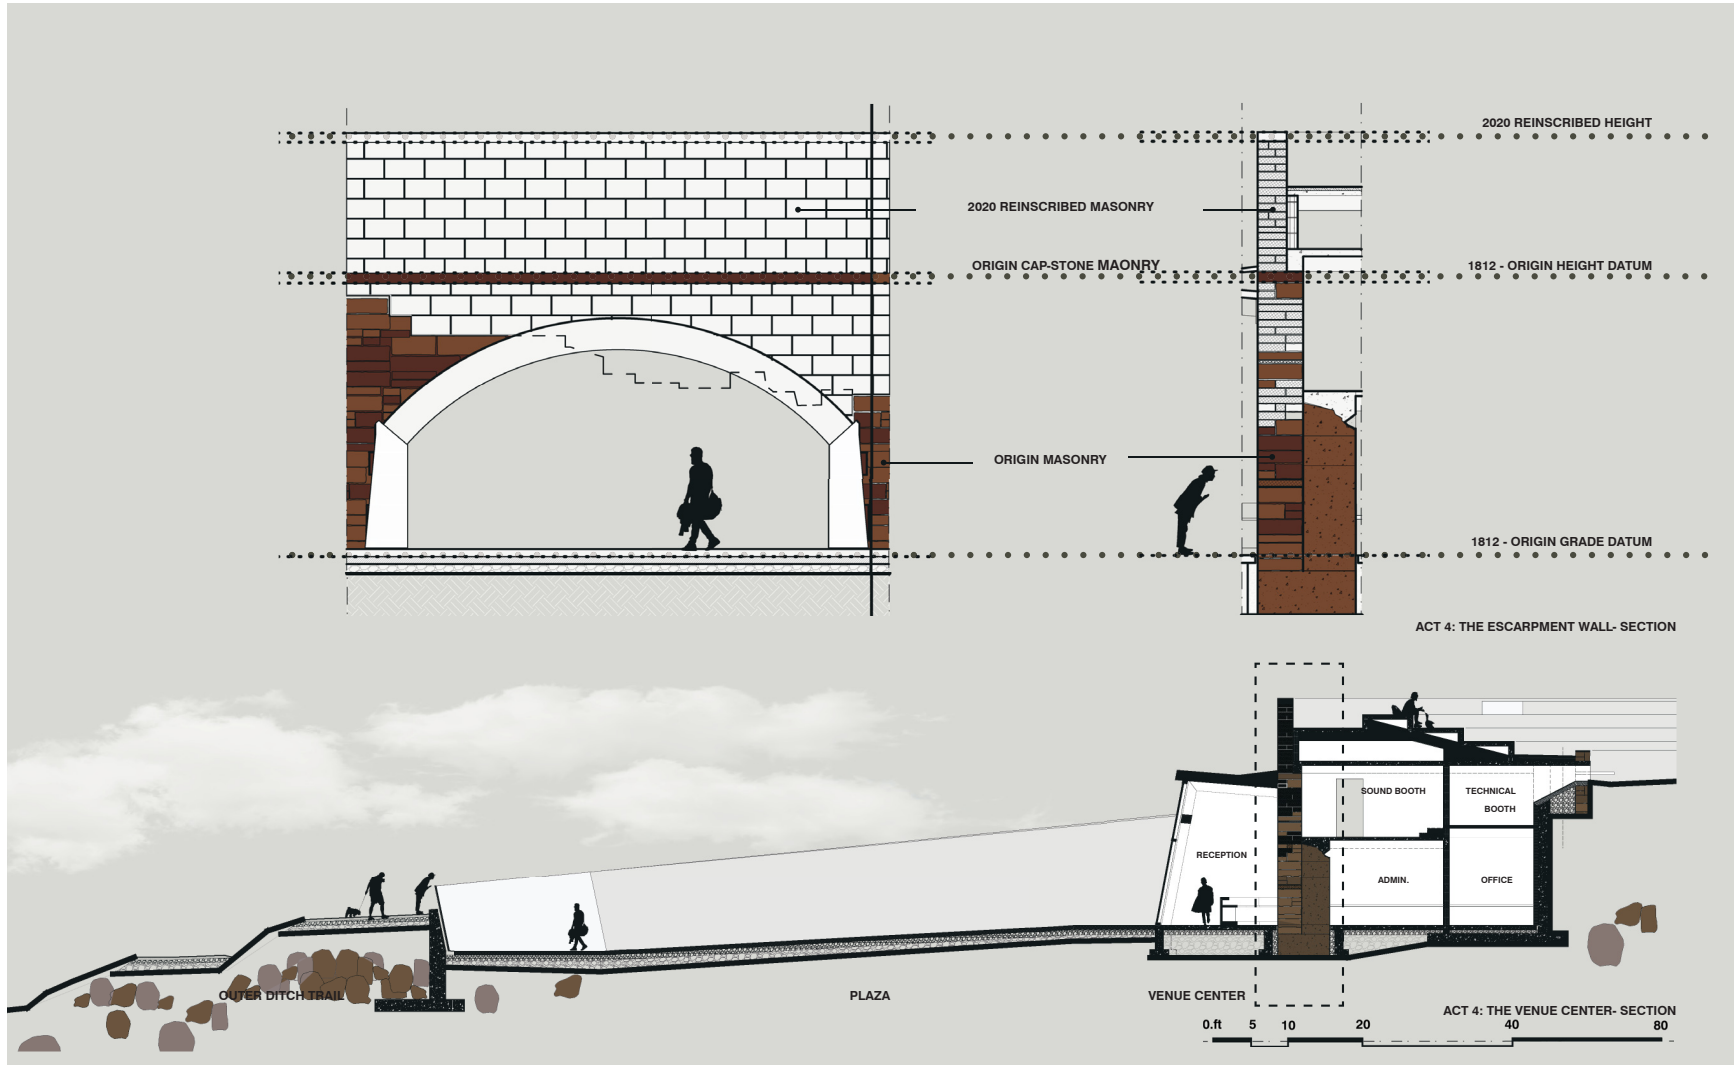 2020 REINSCRIBED HEIGHT
2020 REINSCRIBED MASONRY
ORIGIN CAP-STONE MAONRY
1812 - ORIGIN HEIGHT DATUM
ORIGIN MASONRY
1812 - ORIGIN GRADE DATUM
ACT 4: THE ESCARPMENT WALL- SECTION
SOUND BOOTH
TECHNICAL
BOOTH
RECEPTION
ADMIN.
OFFICE
OUTER DITCH TRAIL
PLAZA
VENUE CENTER
ACT 4: THE VENUE CENTER- SECTION
0.ft 5 10 20 40 80